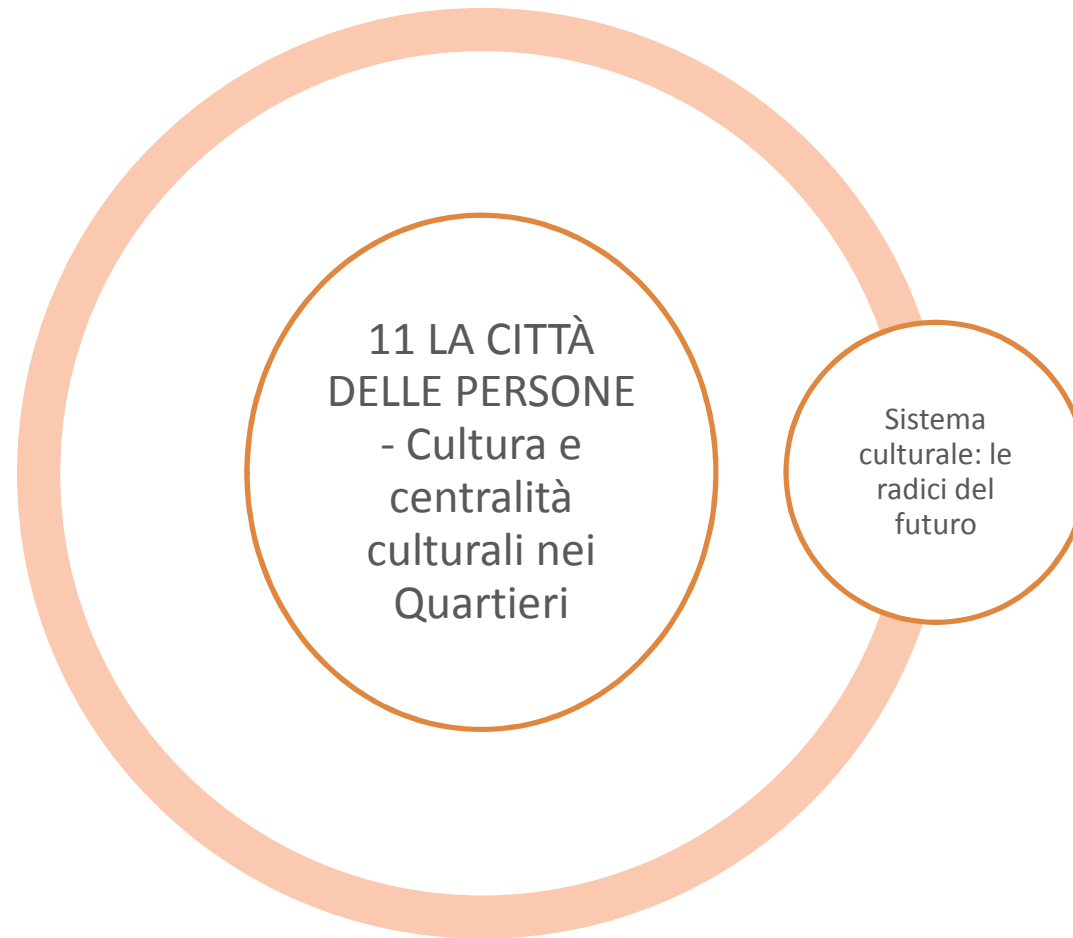 11 LA CITTÀ
DELLE PERSONE
- Cultura e
centralità
culturali nei
Quartieri
Sistema
culturale: le
radici del
futuro